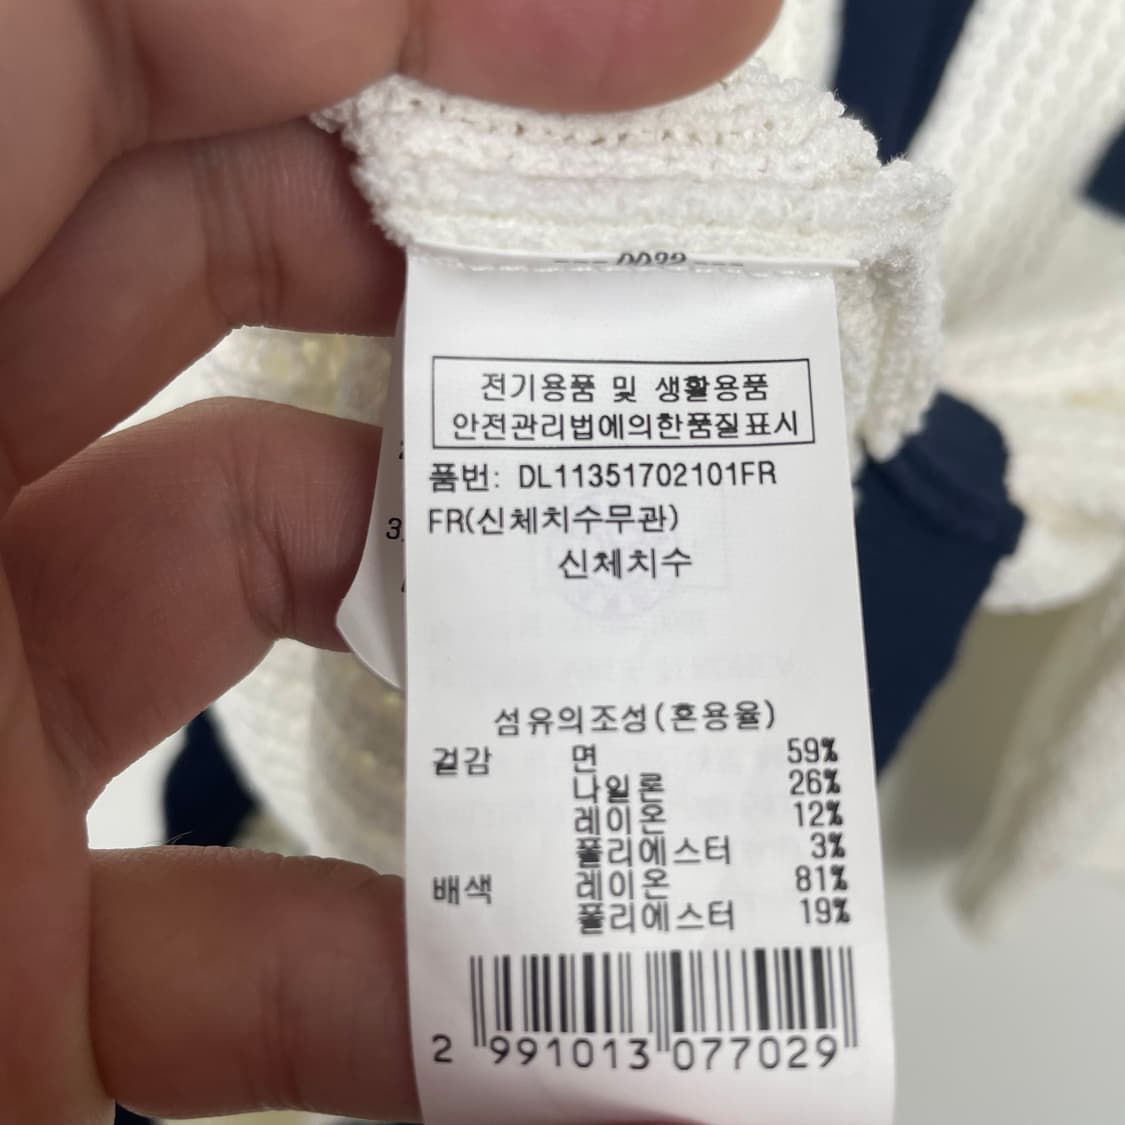 0022
전기용품 및 생활용품
안전관리법에의한품질표시
품번: DL11351702101FR
FR(신체치수무관)
신체치수
섬유의조성(혼용율)
겉감 면 59%
나일론 26%
레이온 12%
폴리에스터 3%
배색 레이온 81%
폴리에스터 19%
2 991013 077029
3